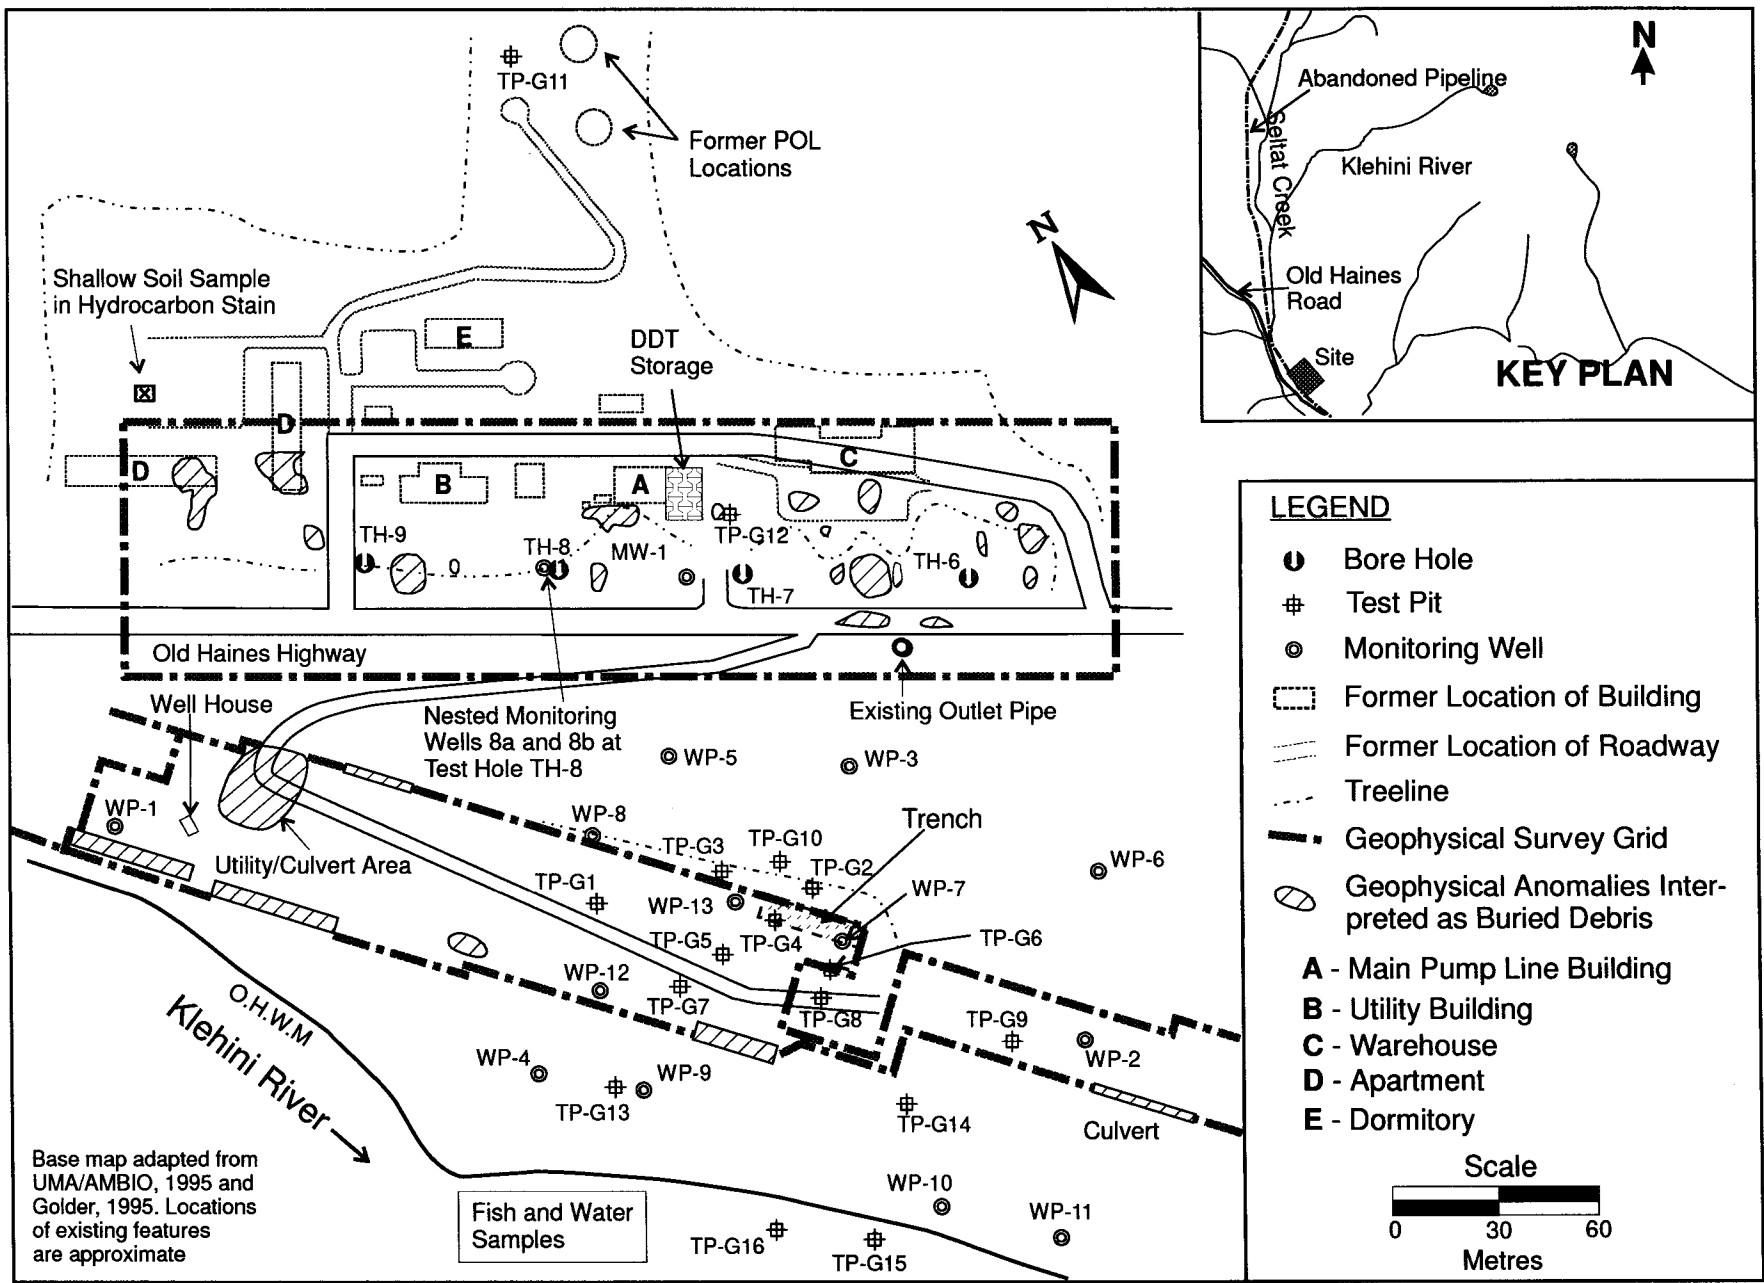 TP-G11
Former POL
Locations
N
Shallow Soil Sample
in Hydrocarbon Stain
E
DDT
Storage
D
D
B
A
C
TP-G12
TH-9
TH-8
MW-1
TH-7
TH-6
Old Haines Highway
Well House
Nested Monitoring
Wells 8a and 8b at
Test Hole TH-8
Existing Outlet Pipe
WP-5
WP-3
WP-1
WP-8
Trench
Utility/Culvert Area
TP-G3
TP-G10
TP-G2
WP-6
TP-G1
WP-13
WP-7
TP-G5
TP-G4
TP-G6
WP-12
TP-G7
TP-G8
TP-G9
WP-2
O.H.W.M
Klehini River
WP-4
WP-9
TP-G13
TP-G14
Culvert
WP-10
WP-11
TP-G16
TP-G15
Base map adapted from
UMA/AMBIO, 1995 and
Golder, 1995. Locations
of existing features
are approximate
Fish and Water
Samples
N
Abandoned Pipeline
Seltat Creek
Klehini River
Old Haines
Road
Site
KEY PLAN
LEGEND
Bore Hole
Test Pit
Monitoring Well
Former Location of Building
Former Location of Roadway
Treeline
Geophysical Survey Grid
Geophysical Anomalies Inter-
preted as Buried Debris
A - Main Pump Line Building
B - Utility Building
C - Warehouse
D - Apartment
E - Dormitory
Scale
0 30 60
Metres